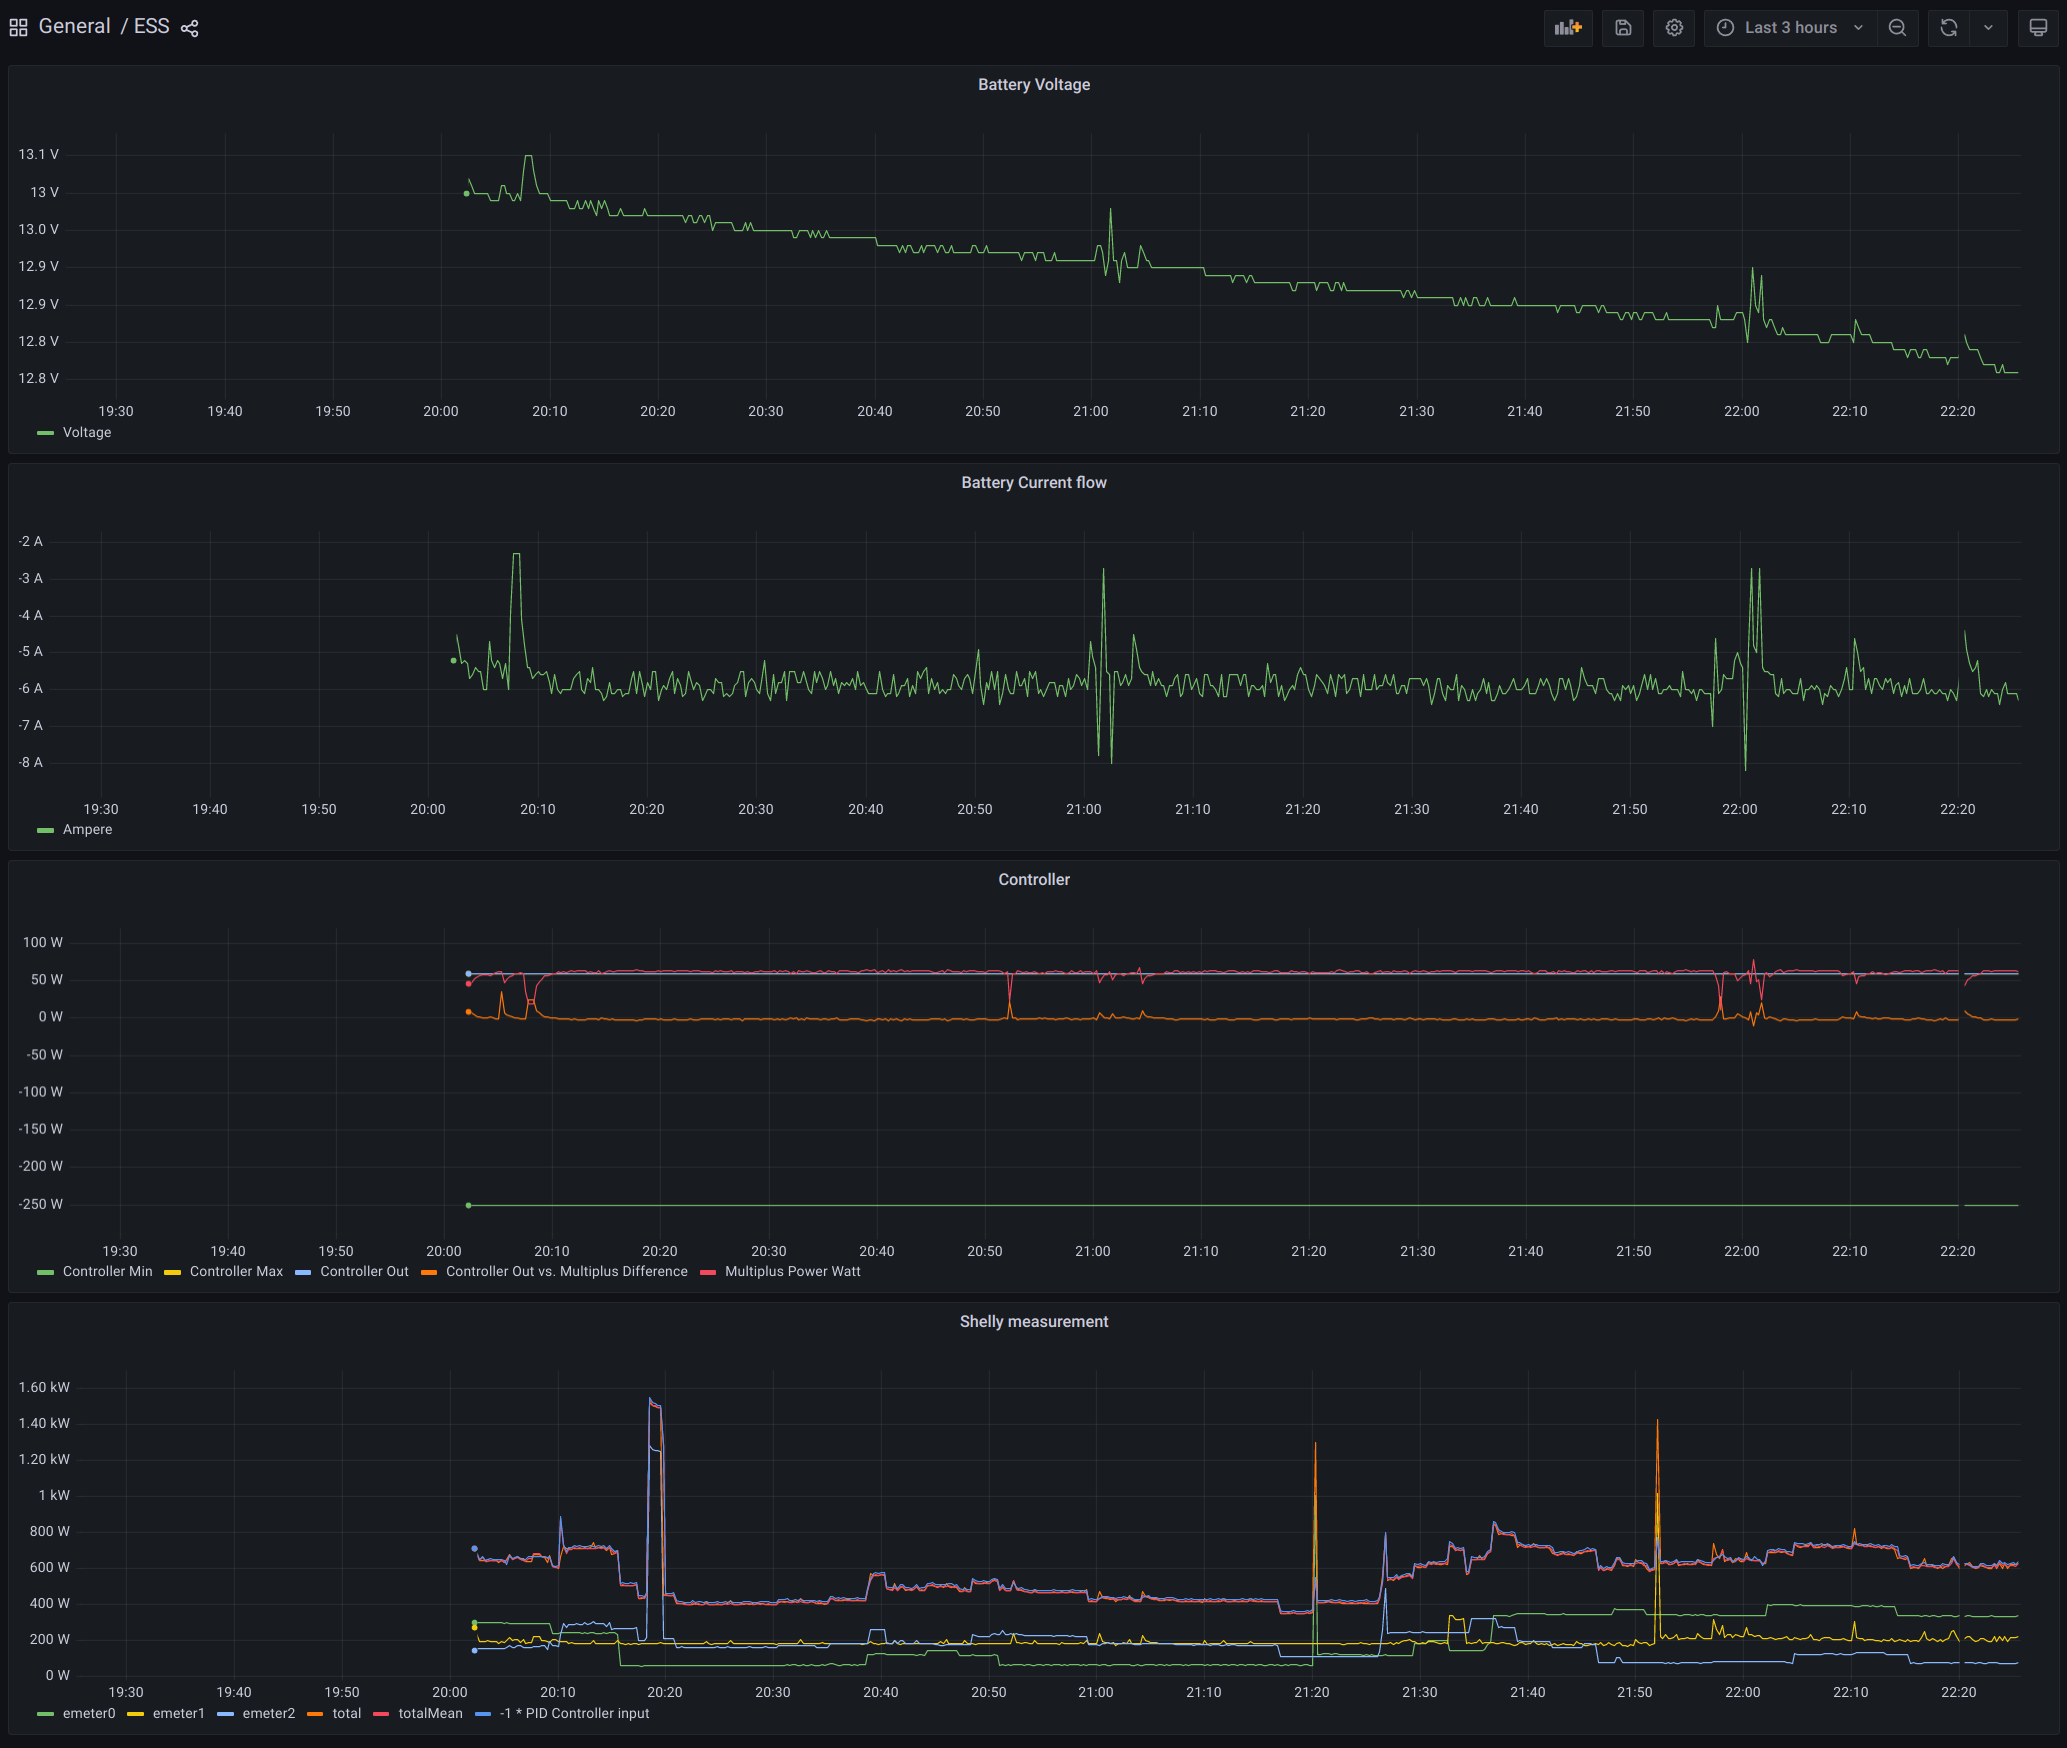 General / ESS
Last 3 hours
Battery Voltage
13.1 V
13 V
13.0 V
12.9 V
12.9 V
12.8 V
12.8 V
19:30 19:40 19:50 20:00 20:10 20:20 20:30 20:40 20:50 21:00 21:10 21:20 21:30 21:40 21:50 22:00 22:10 22:20
Voltage
Battery Current flow
-2 A
-3 A
-4 A
-5 A
-6 A
-7 A
-8 A
19:30 19:40 19:50 20:00 20:10 20:20 20:30 20:40 20:50 21:00 21:10 21:20 21:30 21:40 21:50 22:00 22:10 22:20
Ampere
Controller
100 W
50 W
0 W
-50 W
-100 W
-150 W
-200 W
-250 W
19:30 19:40 19:50 20:00 20:10 20:20 20:30 20:40 20:50 21:00 21:10 21:20 21:30 21:40 21:50 22:00 22:10 22:20
Controller Min Controller Max Controller Out Controller Out vs. Multiplus Difference Multiplus Power Watt
Shelly measurement
1.60 kW
1.40 kW
1.20 kW
1 kW
800 W
600 W
400 W
200 W
0 W
19:30 19:40 19:50 20:00 20:10 20:20 20:30 20:40 20:50 21:00 21:10 21:20 21:30 21:40 21:50 22:00 22:10 22:20
emeter0 emeter1 emeter2 total totalMean -1 * PID Controller input